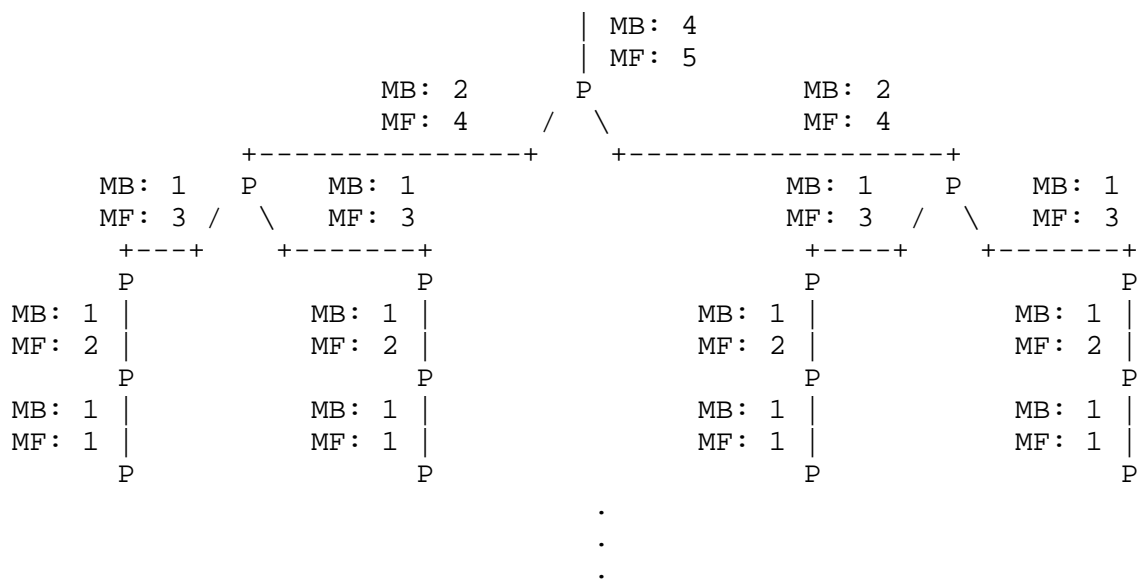 | MB: 4
| MF: 5
MB: 2 P MB: 2
MF: 4 / \ MF: 4
+---------------+ +------------------+
MB: 1 P MB: 1 MB: 1 P MB: 1
MF: 3 / \ MF: 3 MF: 3 / \ MF: 3
+---+ +-------+ +----+ +-------+
P P P P
MB: 1 | MB: 1 | MB: 1 | MB: 1 |
MF: 2 | MF: 2 | MF: 2 | MF: 2 |
P P P P
MB: 1 | MB: 1 | MB: 1 | MB: 1 |
MF: 1 | MF: 1 | MF: 1 | MF: 1 |
P P P P
.
.
.